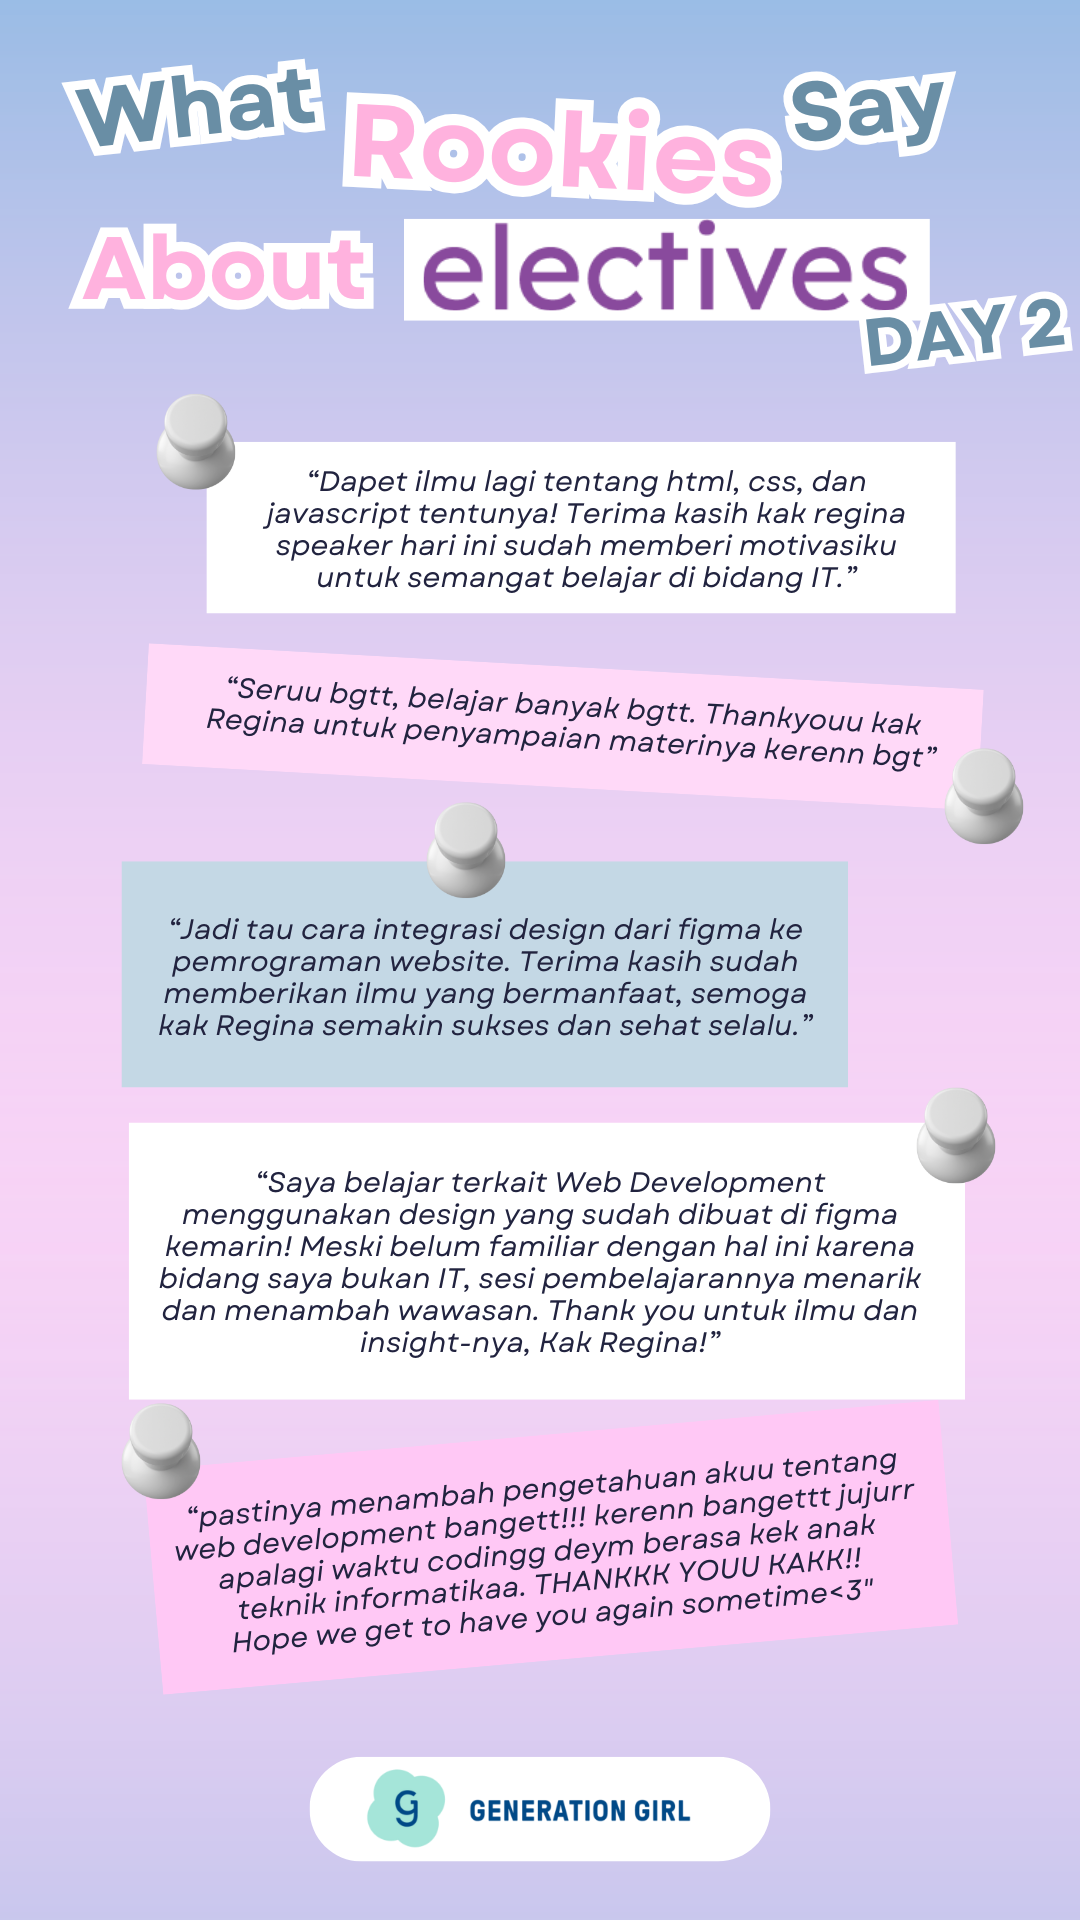 What Rookies Say
About electives
DAY 2
“Dapet ilmu lagi tentang html, css, dan
javascript tentunya! Terima kasih kak regina
speaker hari ini sudah memberi motivasiku
untuk semangat belajar di bidang IT.”
“Seruu bgtt, belajar banyak bgtt. Thankyouu kak
Regina untuk penyampaian materinya kerenn bgt”
“Jadi tau cara integrasi design dari figma ke
pemrograman website. Terima kasih sudah
memberikan ilmu yang bermanfaat, semoga
kak Regina semakin sukses dan sehat selalu.”
“Saya belajar terkait Web Development
menggunakan design yang sudah dibuat di figma
kemarin! Meski belum familiar dengan hal ini karena
bidang saya bukan IT, sesi pembelajarannya menarik
dan menambah wawasan. Thank you untuk ilmu dan
insight-nya, Kak Regina!”
“pastinya menambah pengetahuan akuu tentang
web development bangett!!! kerenn bangettt jujurr
apalagi waktu codingg deym berasa kek anak
teknik informatikaa. THANKKK YOUU KAKK!!
Hope we get to have you again sometime<3"
g GENERATION GIRL